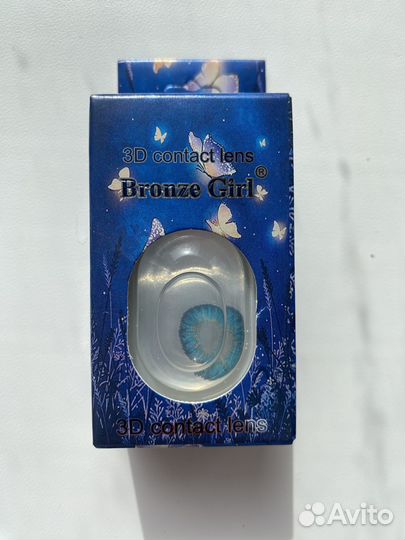 3D contact lens
Bronze Girl®
3D contact lens
Avito